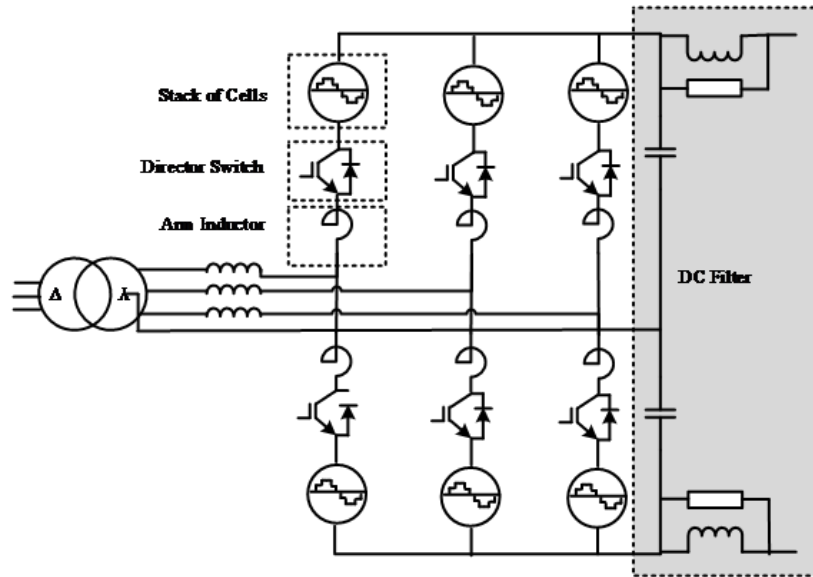 Stack of Cells
Director Switch
Arm Inductor
DC Filter
Δ